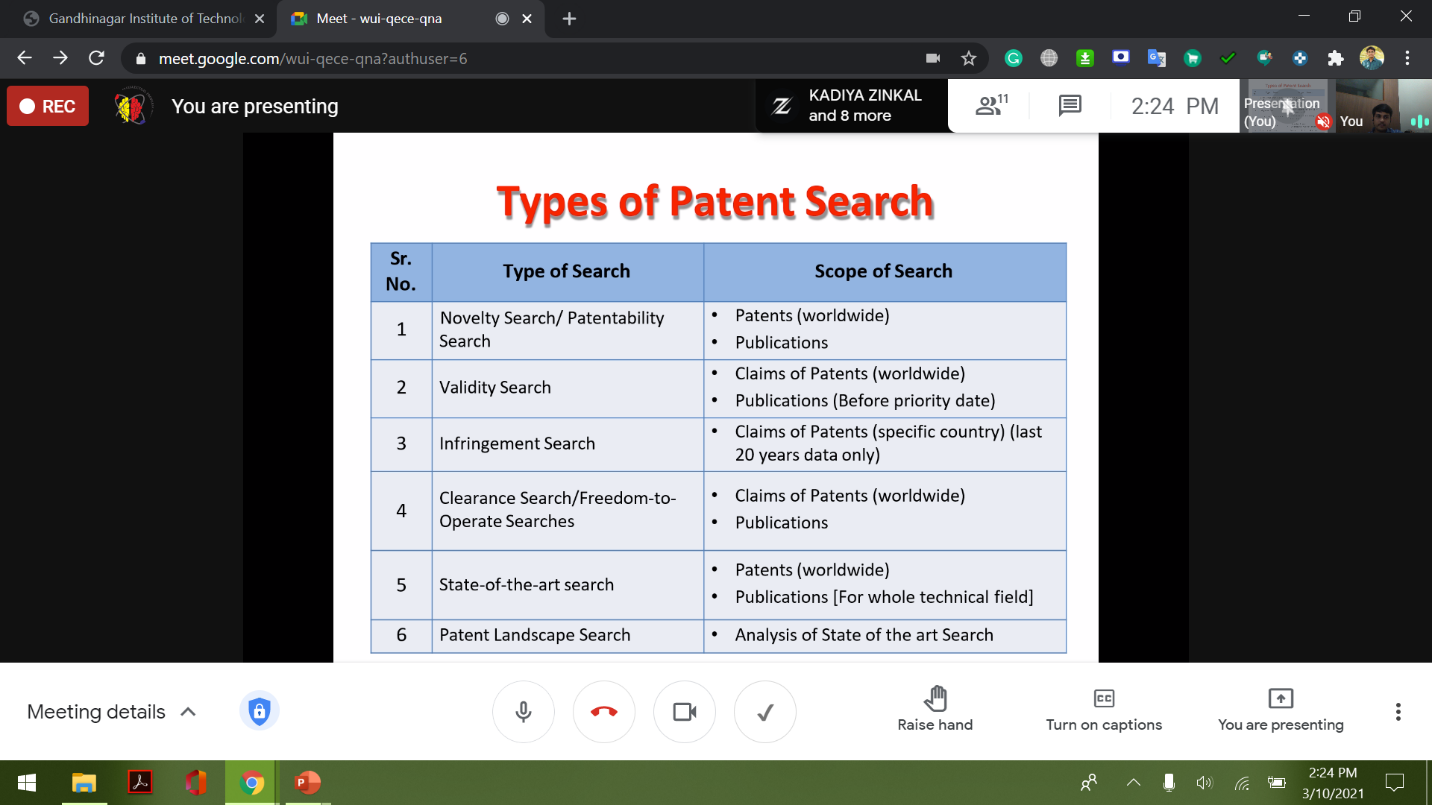 Gandhinagar Institute of Technol
Meet - wui-qece-qna
meet.google.com/wui-qece-qna?authuser=6
REC
You are presenting
KADIYA ZINKAL
and 8 more
11
2:24 PM
Presentation
(You)
You
Types of Patent Search
Sr.
No.
Type of Search
Scope of Search
1
Novelty Search/ Patentability
Search
• Patents (worldwide)
• Publications
2
Validity Search
• Claims of Patents (worldwide)
• Publications (Before priority date)
3
Infringement Search
• Claims of Patents (specific country) (last
20 years data only)
4
Clearance Search/Freedom-to-
Operate Searches
• Claims of Patents (worldwide)
• Publications
5
State-of-the-art search
• Patents (worldwide)
• Publications [For whole technical field]
6
Patent Landscape Search
• Analysis of State of the art Search
Meeting details
Raise hand
CC
Turn on captions
You are presenting
2:24 PM
3/10/2021